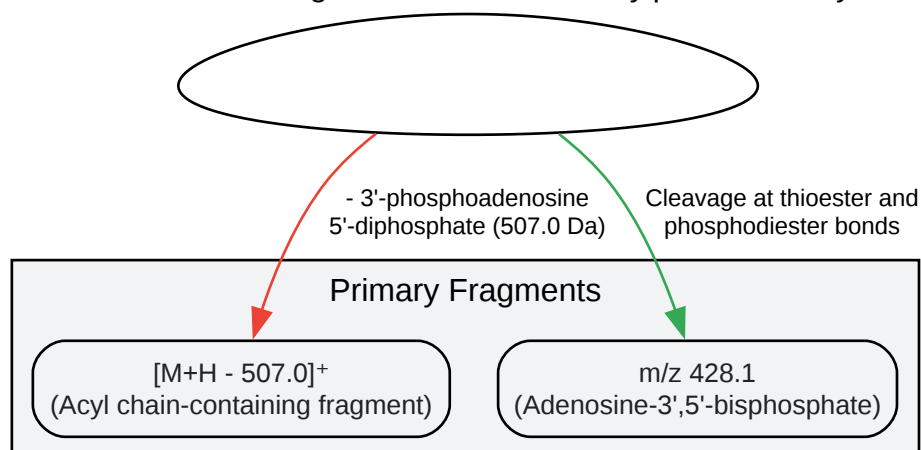 - 3'-phosphoadenosine
5'-diphosphate (507.0 Da)
Cleavage at thioester and
phosphodiester bonds
Primary Fragments
[M+H - 507.0]⁺
(Acyl chain-containing fragment)
m/z 428.1
(Adenosine-3',5'-bisphosphate)